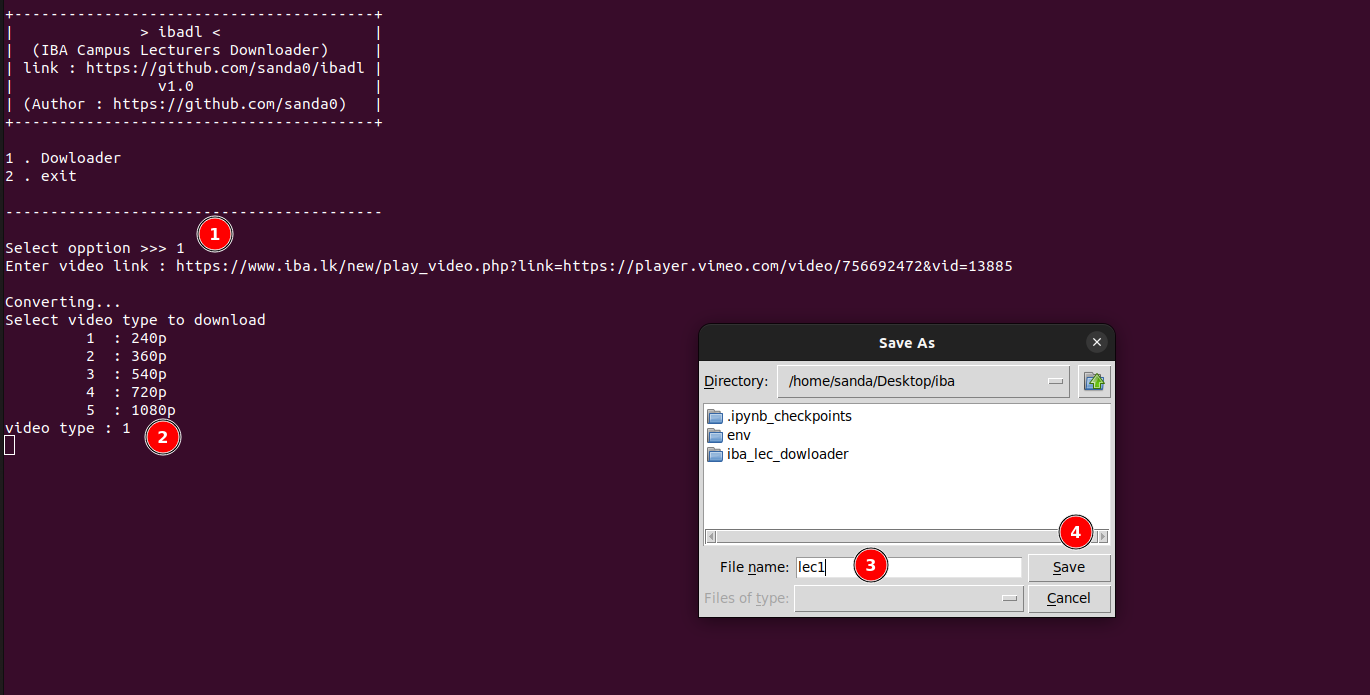 +----------------------------------------+
| > ibadl < |
| (IBA Campus Lecturers Downloader) |
| link : https://github.com/sanda0/ibadl |
| v1.0 |
| (Author : https://github.com/sanda0) |
+----------------------------------------+
1 . Dowloader
2 . exit
------------------------------------------
1
Select opption >>> 1
Enter video link : https://www.iba.lk/new/play_video.php?link=https://player.vimeo.com/video/756692472&vid=13885
Converting...
Select video type to download
1 : 240p
2 : 360p
3 : 540p
4 : 720p
5 : 1080p
video type : 1
2
Save As
Directory: /home/sanda/Desktop/iba
.ipynb_checkpoints
env
iba_lec_dowloader
4
File name: lec1 3 Save
Files of type: Cancel